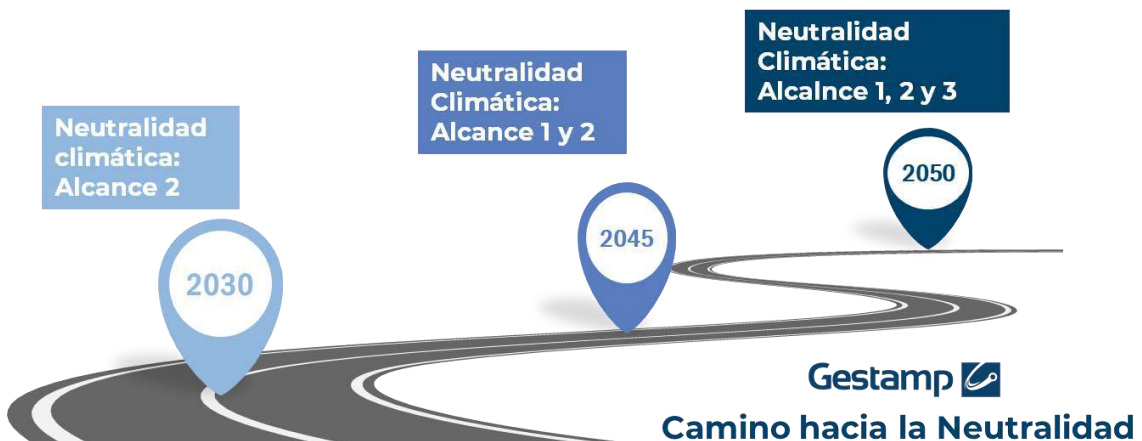 Neutralidad
climática:
Alcance 2
2030
Neutralidad
Climática:
Alcance 1 y 2
2045
Neutralidad
Climática:
Alcalnce 1, 2 y 3
2050
Gestamp
Camino hacia la Neutralidad